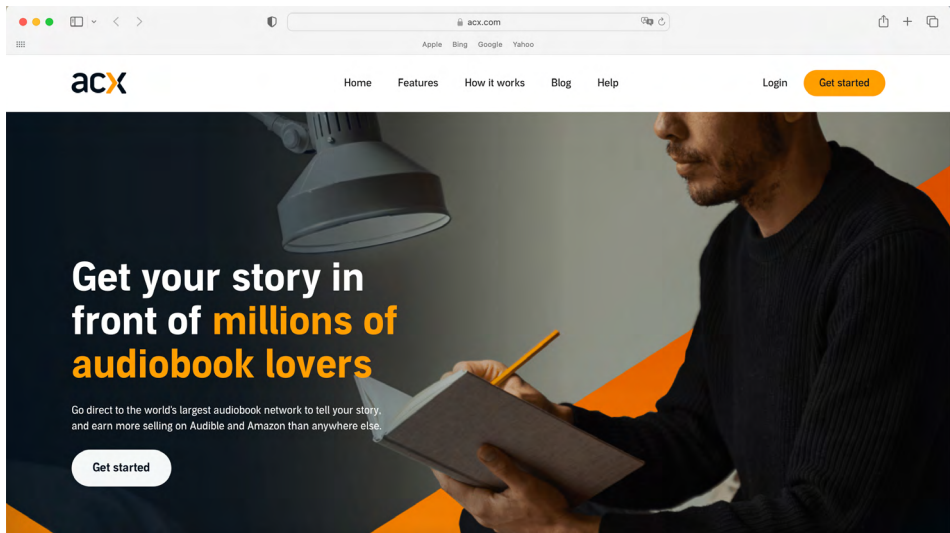 acx.com
Apple Bing Google Yahoo
acx Home Features How it works Blog Help Login Get started
Get your story in
front of millions of
audiobook lovers
Go direct to the world's largest audiobook network to tell your story,
and earn more selling on Audible and Amazon than anywhere else.
Get started